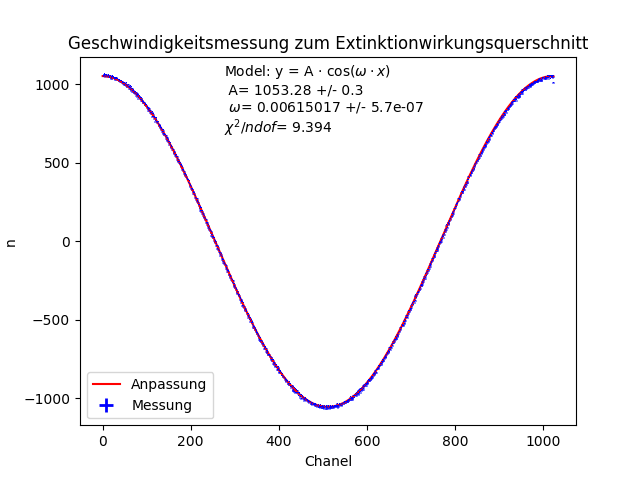 Geschwindigkeitsmessung zum Extinktionwirkungsquerschnitt
Model: y = A · cos(ω · x)
A= 1053.28 +/- 0.3
ω= 0.00615017 +/- 5.7e-07
χ²/ndof= 9.394
1000
500
0
−500
−1000
n
Anpassung
Messung
0 200 400 600 800 1000
Chanel